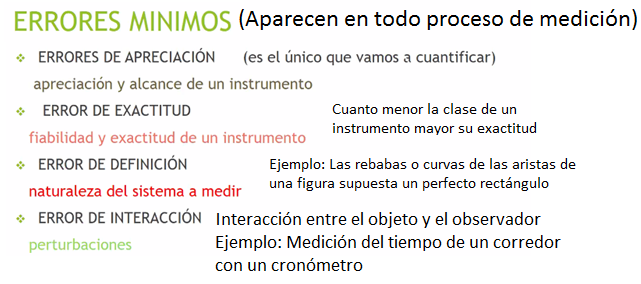 ERRORES MINIMOS (Aparecen en todo proceso de medición)
ERRORES DE APRECIACIÓN (es el único que vamos a cuantificar)
apreciación y alcance de un instrumento
ERROR DE EXACTITUD
fiabilidad y exactitud de un instrumento
Cuanto menor la clase de un
instrumento mayor su exactitud
ERROR DE DEFINICIÓN
naturaleza del sistema a medir
Ejemplo: Las rebabas o curvas de las aristas de
una figura supuesta un perfecto rectángulo
ERROR DE INTERACCIÓN
perturbaciones
Interacción entre el objeto y el observador
Ejemplo: Medición del tiempo de un corredor
con un cronómetro